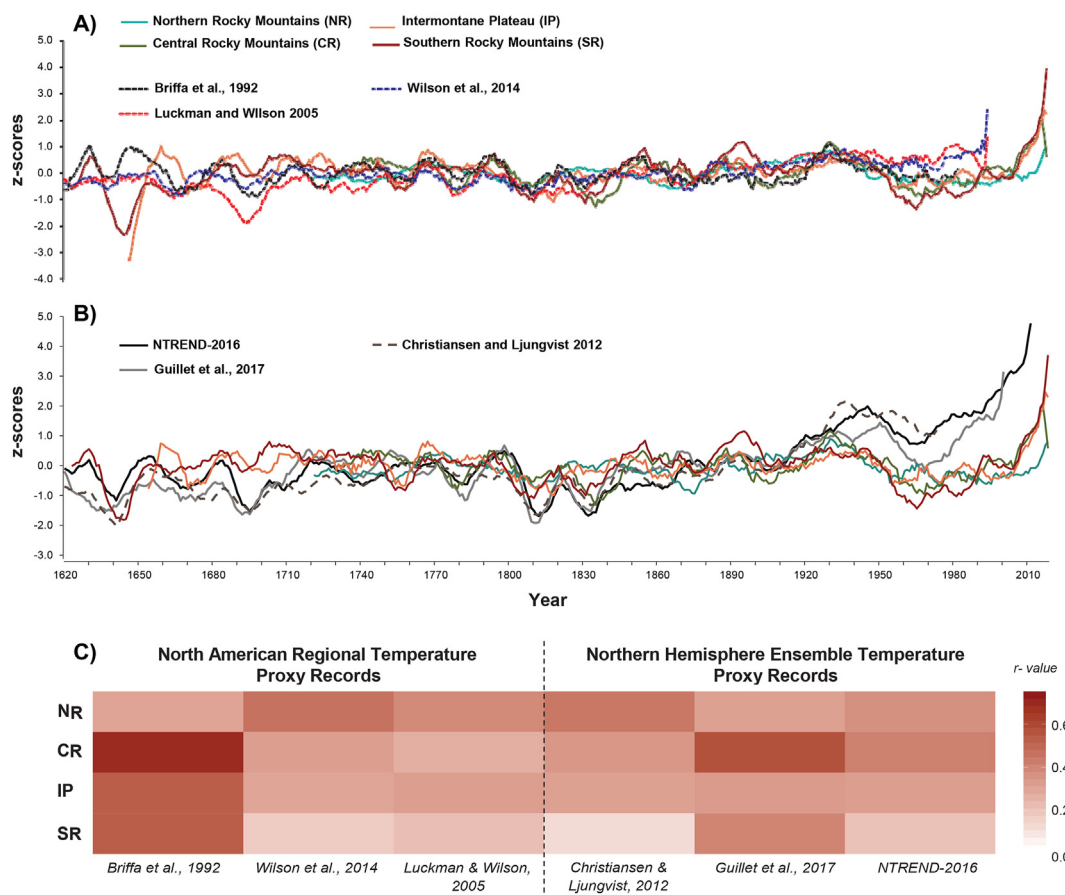 A)
Northern Rocky Mountains (NR)
Intermontane Plateau (IP)
Central Rocky Mountains (CR)
Southern Rocky Mountains (SR)
Briffa et al., 1992
Wilson et al., 2014
Luckman and WIlson 2005
z-scores
5.0
4.0
3.0
2.0
1.0
0.0
-1.0
-2.0
-3.0
-4.0
B)
NTREND-2016
Christiansen and Ljungvist 2012
Guillet et al., 2017
z-scores
5.0
4.0
3.0
2.0
1.0
0.0
-1.0
-2.0
-3.0
1620 1650 1680 1710 1740 1770 1800 1830 1860 1890 1920 1950 1980 2010
Year
C)
North American Regional Temperature
Proxy Records
Northern Hemisphere Ensemble Temperature
Proxy Records
r- value
NR
CR
IP
SR
0.6
0.4
0.2
0.0
Briffa et al., 1992
Wilson et al., 2014
Luckman & Wilson,
2005
Christiansen &
Ljungvist, 2012
Guillet et al., 2017
NTREND-2016